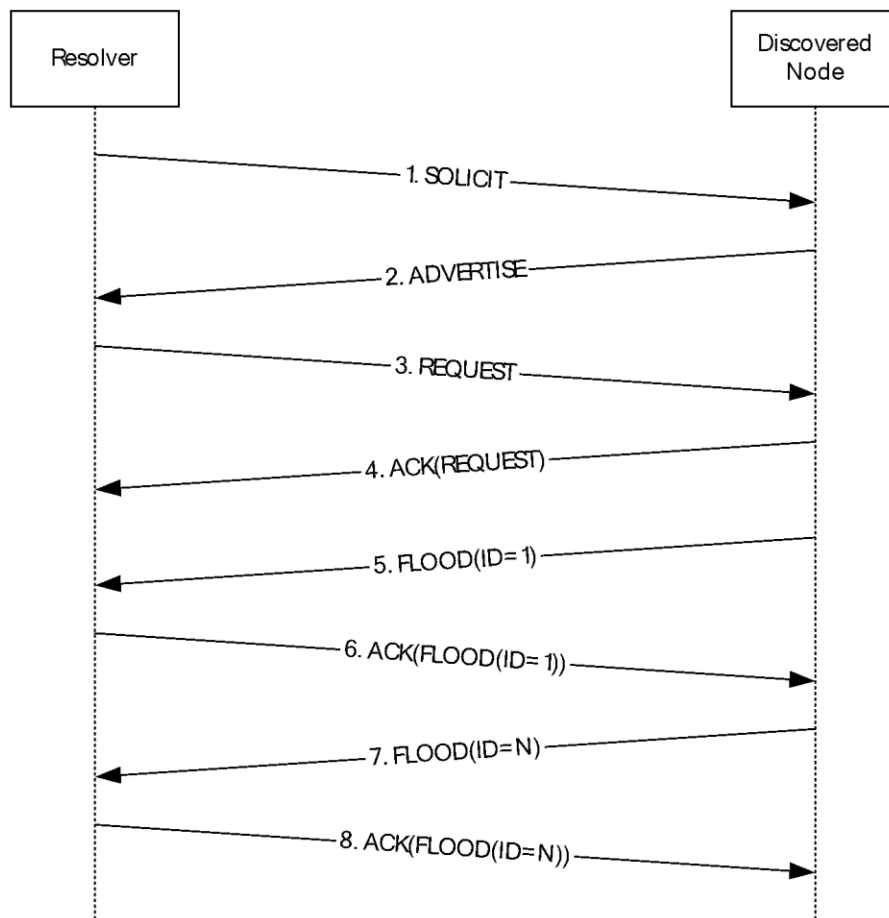 Resolver
Discovered
Node
1. SOLICIT
2. ADVERTISE
3. REQUEST
4. ACK(REQUEST)
5. FLOOD(ID=1)
6. ACK(FLOOD(ID=1))
7. FLOOD(ID=N)
8. ACK(FLOOD(ID=N))